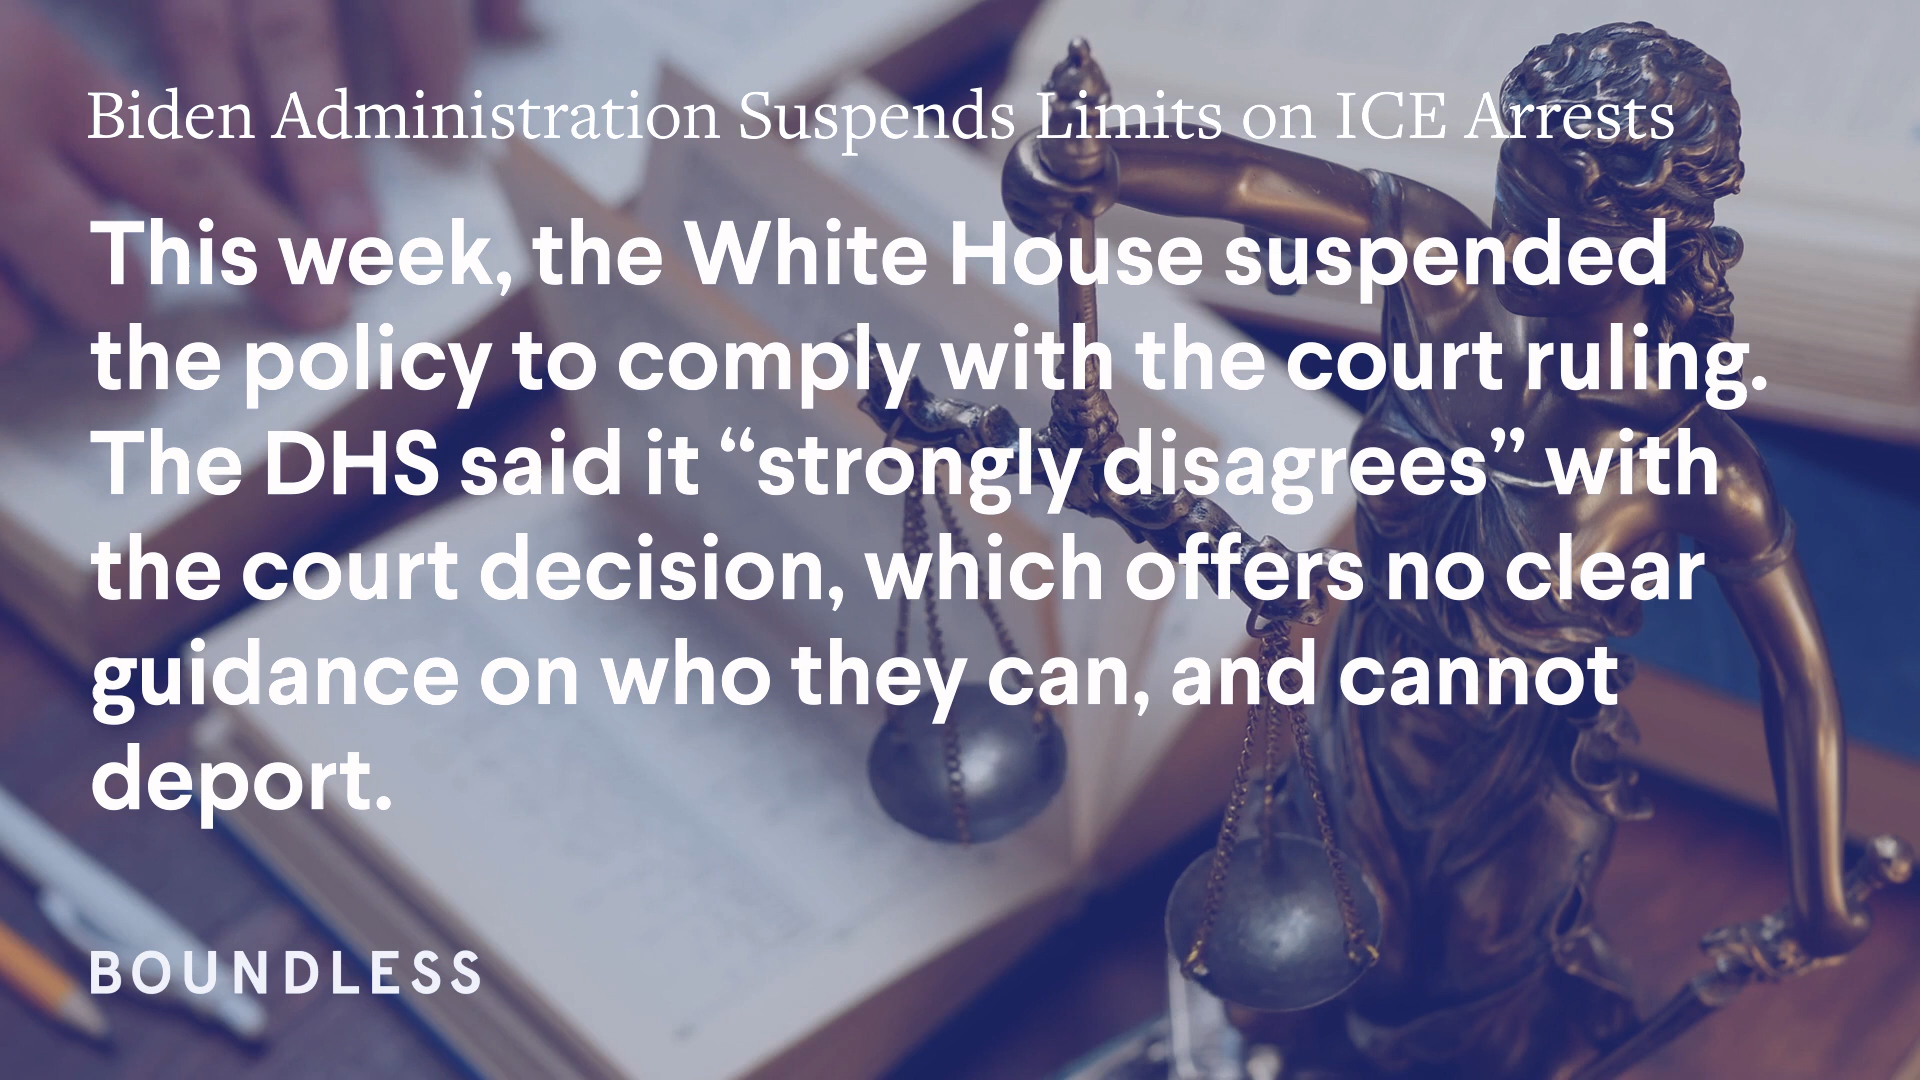 Biden Administration Suspends Limits on ICE Arrests
This week, the White House suspended
the policy to comply with the court ruling.
The DHS said it “strongly disagrees” with
the court decision, which offers no clear
guidance on who they can, and cannot
deport.
BOUNDLESS